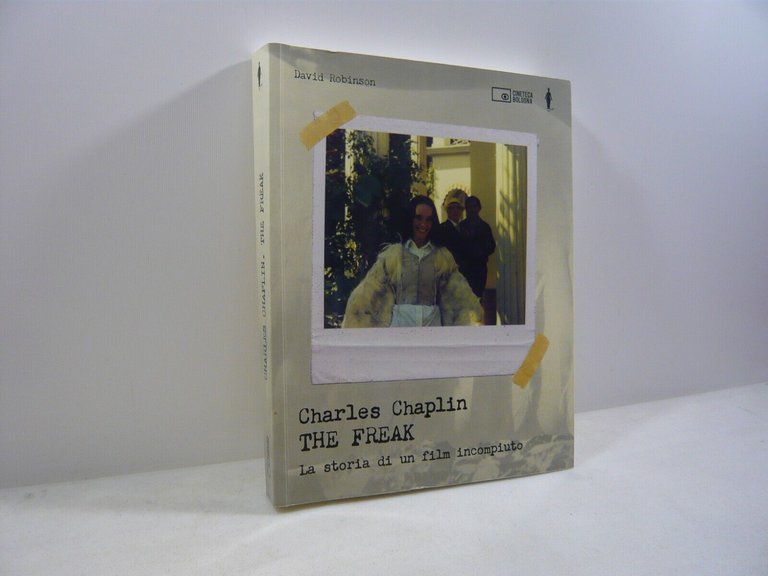 David Robinson
CINETECA
BOLOGNA
CHARLES CHAPLIN. THE FREAK
Charles Chaplin
THE FREAK
La storia di un film incompiuto